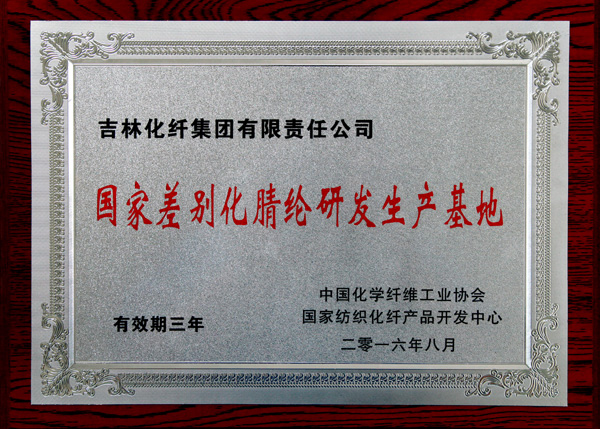 吉林化纤集团有限责任公司
国家差别化腈纶研发生产基地
中国化学纤维工业协会
有效期三年
国家纺织化纤产品开发中心
二零一六年八月